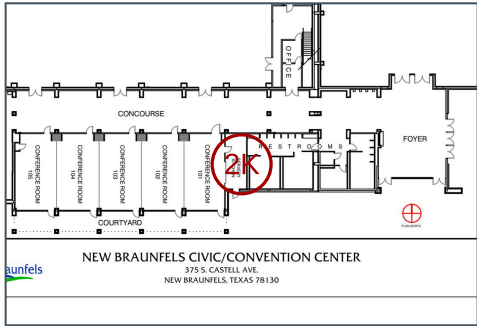 OFFICE
CONCOURSE
CONFERENCE ROOM
105
CONFERENCE ROOM
104
CONFERENCE ROOM
103
CONFERENCE ROOM
102
CONFERENCE ROOM
101
2K
RESTROOMS
FOYER
COURTYARD
PLAN NORTH
aunfels
NEW BRAUNFELS CIVIC/CONVENTION CENTER
375 S. CASTELL AVE.
NEW BRAUNFELS, TEXAS 78130